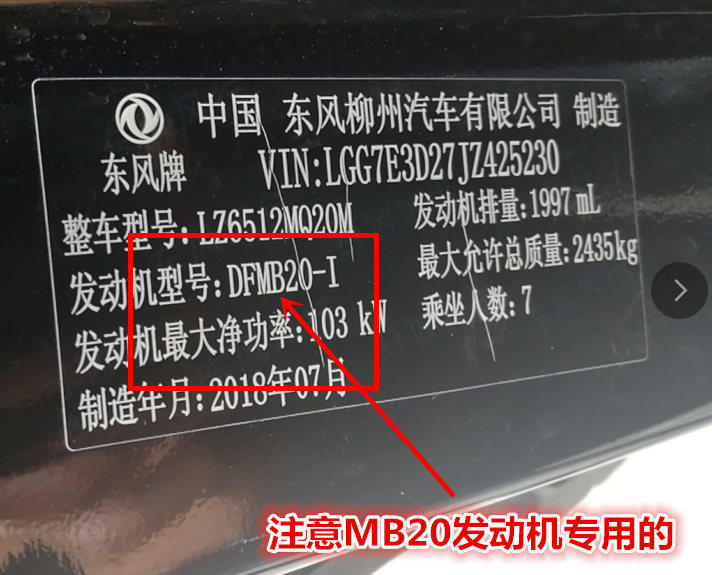 中国 东风柳州汽车有限公司 制造
东风牌
VIN:LGG7E3D27JZ425230
整车型号:LZ6512MQ20M
发动机排量:1997 mL
发动机型号:DFMB20-I
最大允许总质量:2435kg
发动机最大净功率:103 kW
乘坐人数:7
制造年月:2018年07月
注意MB20发动机专用的